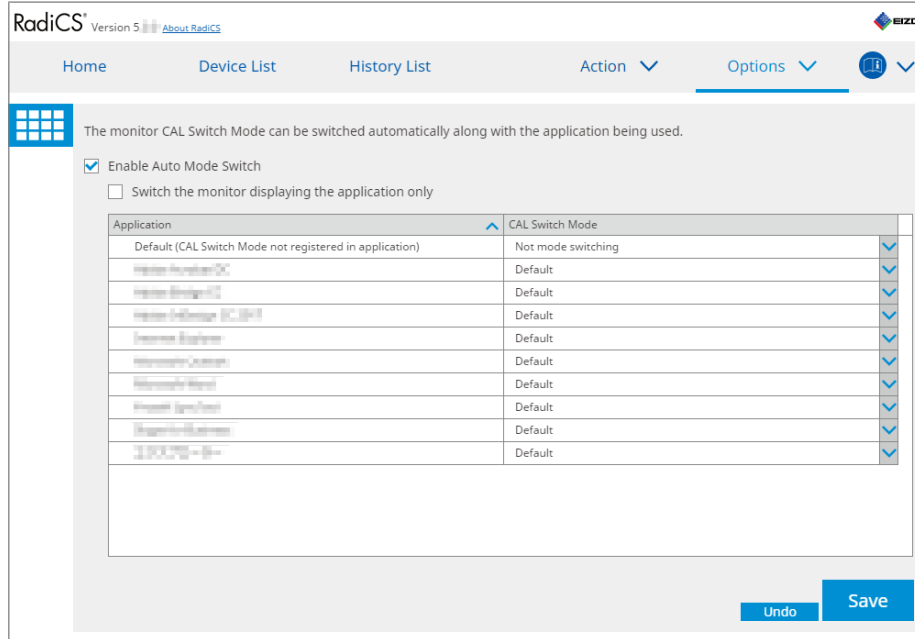 RadiCS® Version 5. About RadiCS
EIZO
Home Device List History List Action Options
The monitor CAL Switch Mode can be switched automatically along with the application being used.
Enable Auto Mode Switch
Switch the monitor displaying the application only
Application CAL Switch Mode
Default (CAL Switch Mode not registered in application) Not mode switching
Default
Default
Default
Default
Default
Default
Default
Default
Default
Undo Save